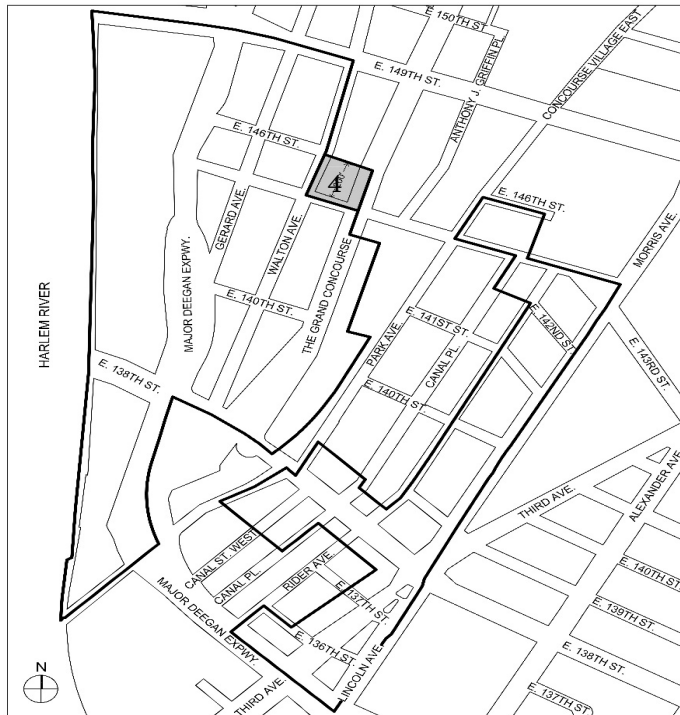 E. 150TH ST.
CONCOURSE VILLAGE EAST
ANTHONY J. GRIFFIN PL.
E. 149TH ST.
E. 146TH ST.
4
E. 146TH ST.
MORRIS AVE.
GERARD AVE.
WALTON AVE.
MAJOR DEEGAN EXPWY.
THE GRAND CONCOURSE
HARLEM RIVER
E. 140TH ST.
E. 141ST ST.
E. 142ND ST.
PARK AVE.
CANAL PL.
E. 143RD ST.
E. 138TH ST.
E. 140TH ST.
ALEXANDER AVE.
THIRD AVE.
CANAL ST. WEST
CANAL PL.
RIDER AVE.
E. 137TH ST.
E. 140TH ST.
MAJOR DEEGAN EXPWY.
E. 139TH ST.
E. 136TH ST.
E. 138TH ST.
LINCOLN AVE.
N
THIRD AVE.
E. 137TH ST.